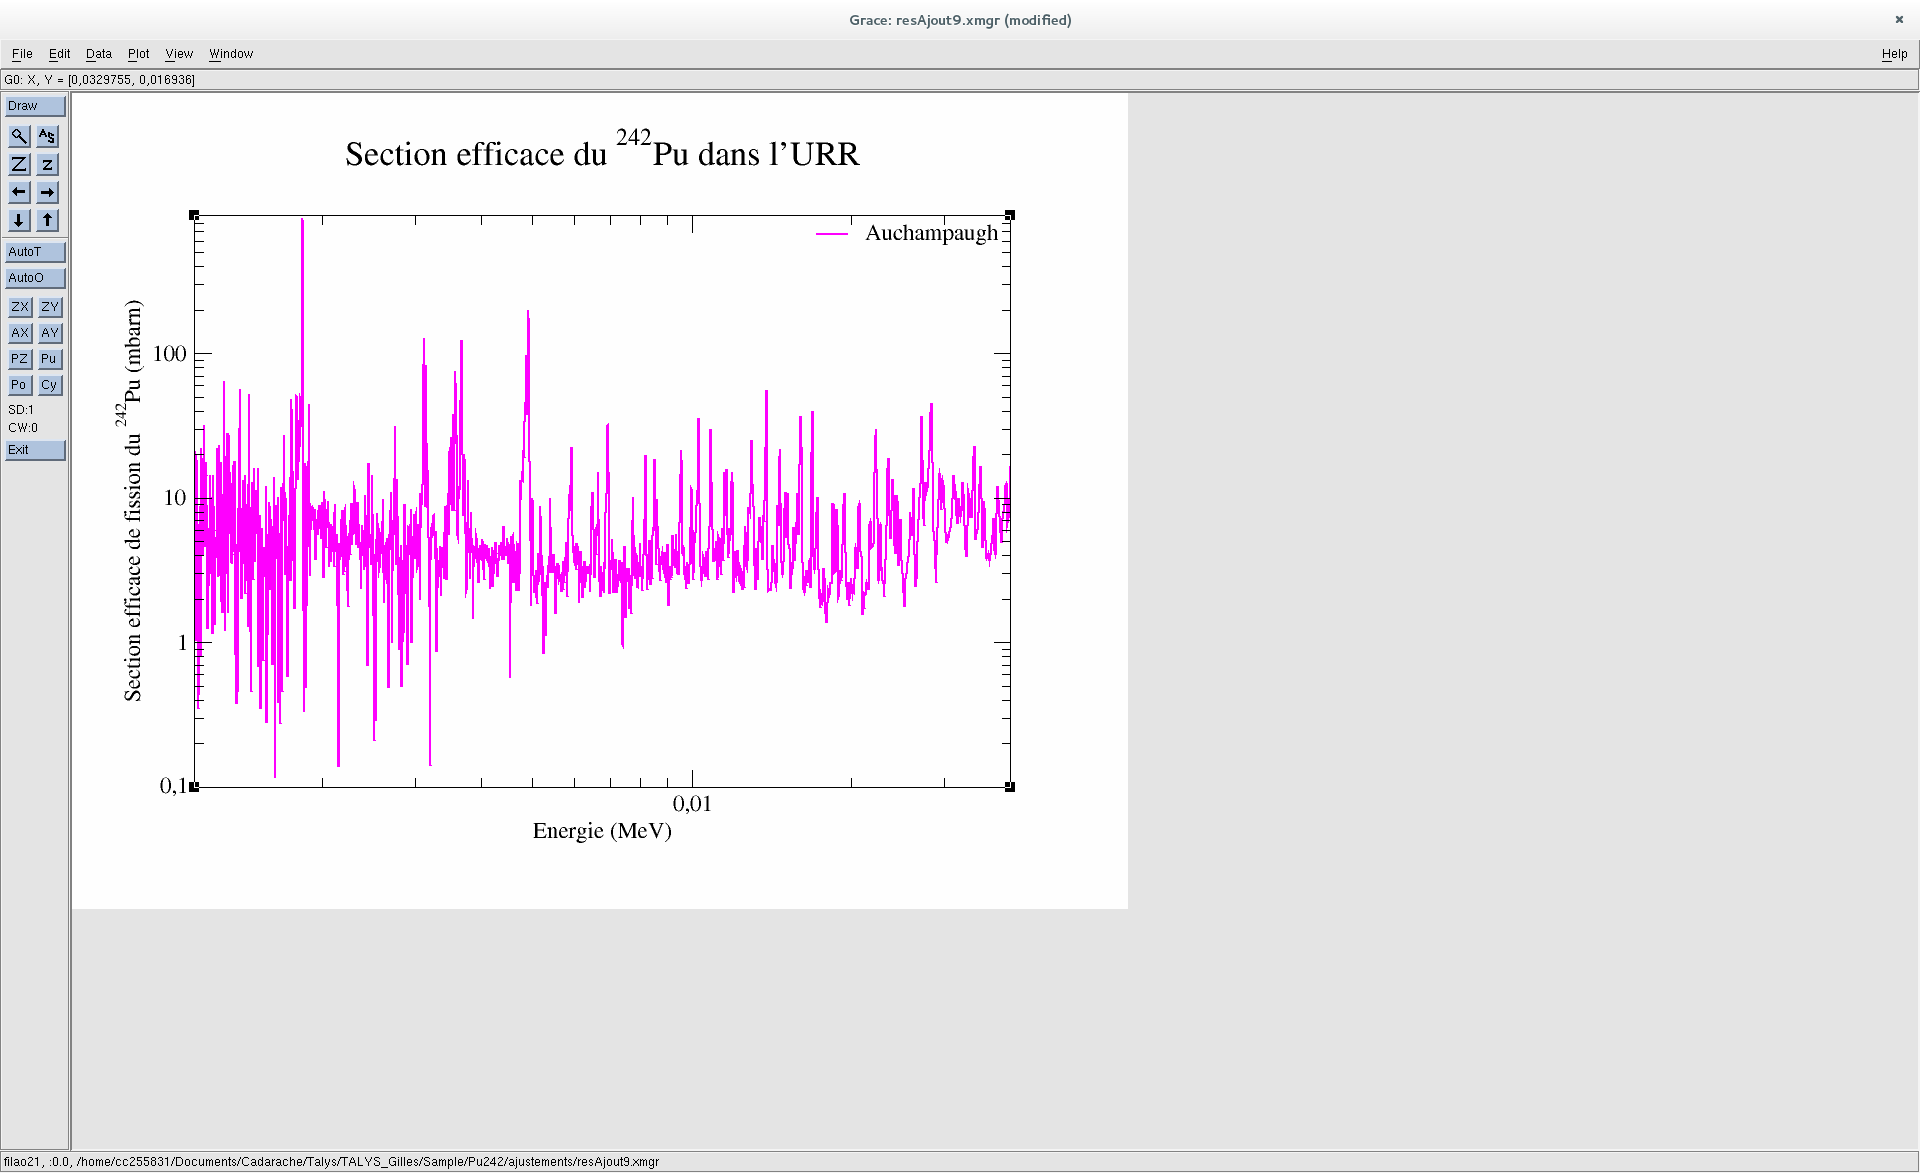 Grace: resAjout9.xmgr (modified)
File Edit Data Plot View Window Help
G0: X, Y = [0,0329755, 0,016936]
Draw
AS
Z z
AutoT
AutoO
ZX ZY
AX AY
PZ Pu
Po Cy
SD:1
CW:0
Exit
Section efficace du 242Pu dans l'URR
Auchampaugh
Section efficace de fission du 242Pu (mbarn)
100
10
1
0,1
0,01
Energie (MeV)
filao21, :0.0, /home/cc255831/Documents/Cadarache/Talys/TALYS_Gilles/Sample/Pu242/ajustements/resAjout9.xmgr